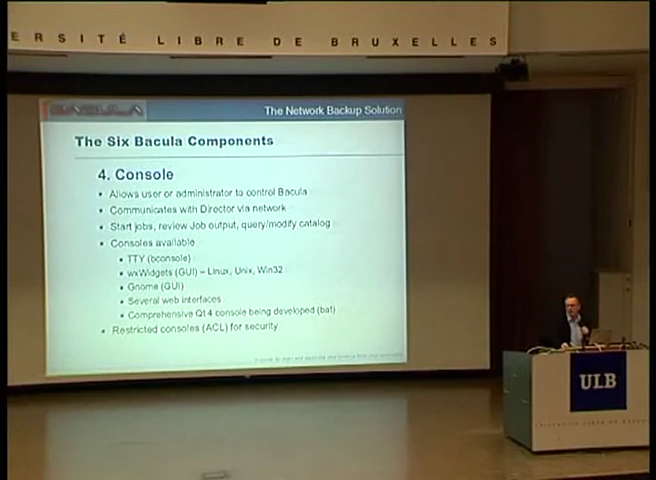 ERSITÉ LIBRE DE BRUXELLES
BACULA
The Network Backup Solution
The Six Bacula Components
4. Console
• Allows user or administrator to control Bacula
• Communicates with Director via network
• Start jobs, review Job output, query/modify catalog
• Consoles available
• TTY (bconsole)
• wxWidgets (GUI) – Linux, Unix, Win32
• Gnome (GUI)
• Several web interfaces
• Comprehensive Qt4 console being developed (bat)
• Restricted consoles (ACL) for security
ULB